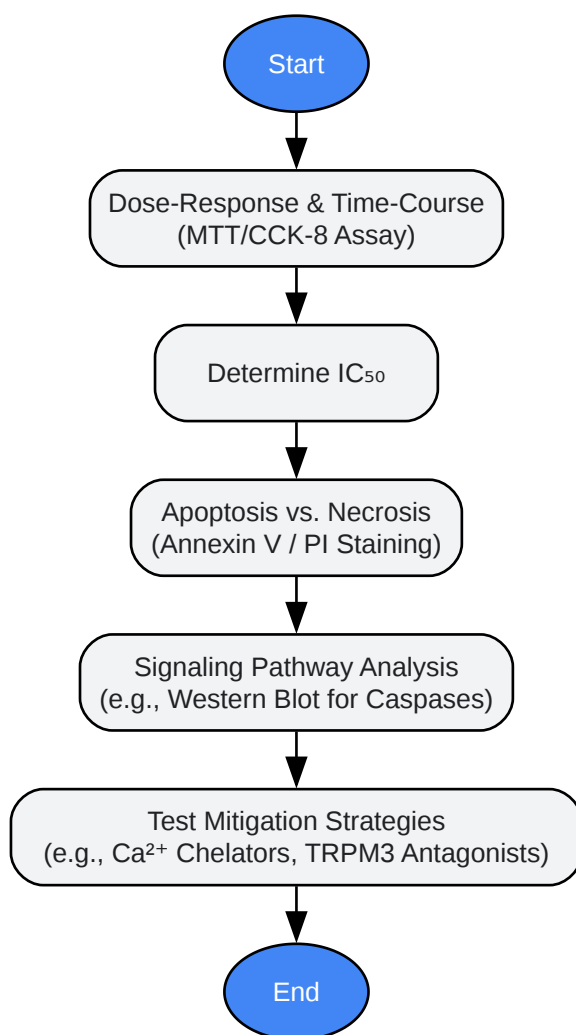 Start
Dose-Response & Time-Course
(MTT/CCK-8 Assay)
Determine IC₅₀
Apoptosis vs. Necrosis
(Annexin V / PI Staining)
Signaling Pathway Analysis
(e.g., Western Blot for Caspases)
Test Mitigation Strategies
(e.g., Ca²⁺ Chelators, TRPM3 Antagonists)
End